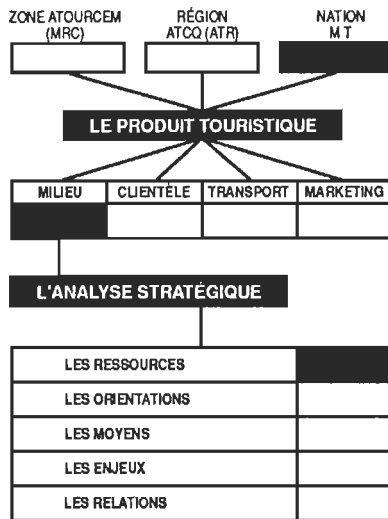 ZONE ATOURCEM RÉGION NATION
(MRC) ATCQ (ATR) M T
LE PRODUIT TOURISTIQUE
MILIEU CLIENTÈLE TRANSPORT MARKETING
L'ANALYSE STRATÉGIQUE
LES RESSOURCES
LES ORIENTATIONS
LES MOYENS
LES ENJEUX
LES RELATIONS